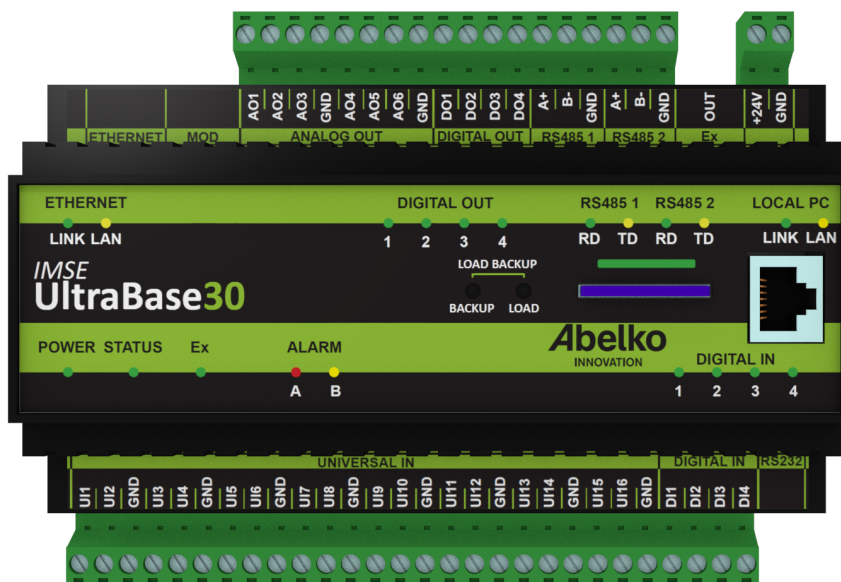 AO1 AO2 AO3 GND AO4 AO5 AO6 GND DO1 DO2 DO3 DO4 A+ B- GND A+ B- GND OUT +24V GND
ETHERNET MOD ANALOG OUT DIGITAL OUT RS485 1 RS485 2 Ex
ETHERNET DIGITAL OUT RS485 1 RS485 2 LOCAL PC
LINK LAN 1 2 3 4 RD TD RD TD LINK LAN
IMSE
UltraBase30
LOAD BACKUP
BACKUP LOAD
POWER STATUS Ex ALARM
A B
Abelko
INNOVATION
DIGITAL IN
1 2 3 4
UNIVERSAL IN DIGITAL IN RS232
UI1 UI2 GND UI3 UI4 GND UI5 UI6 GND UI7 UI8 GND UI9 UI10 GND UI11 UI12 GND UI13 UI14 GND UI15 UI16 GND DI1 DI2 DI3 DI4